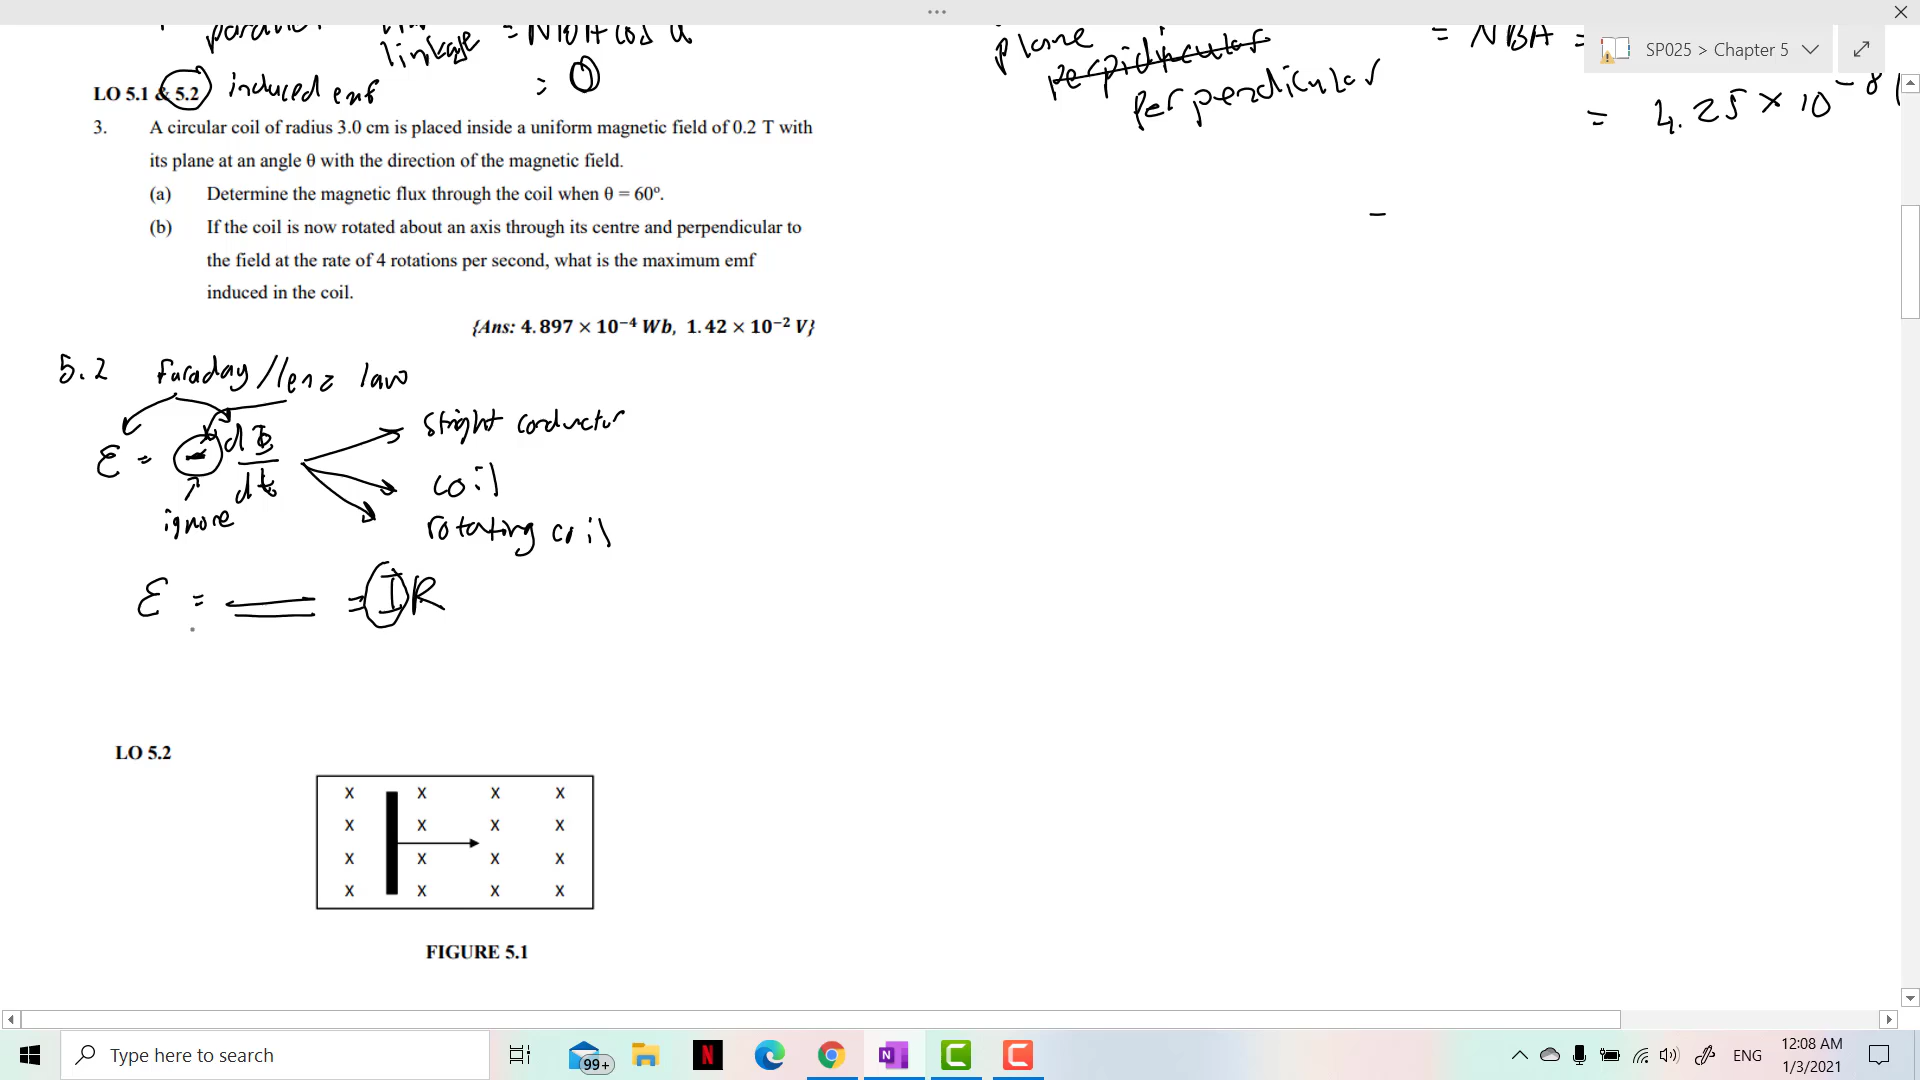 linkage
= 0
plane
perpidicular
perpendicular
= NBA =
SP025 > Chapter 5
= 4.25 × 10⁻⁸
induced emf
LO 5.1 & 5.2
3. A circular coil of radius 3.0 cm is placed inside a uniform magnetic field of 0.2 T with
its plane at an angle θ with the direction of the magnetic field.
(a) Determine the magnetic flux through the coil when θ = 60°.
(b) If the coil is now rotated about an axis through its centre and perpendicular to
the field at the rate of 4 rotations per second, what is the maximum emf
induced in the coil.
{Ans: 4.897 × 10⁻⁴ Wb, 1.42 × 10⁻² V}
5.2 faraday/lenz law
ε = - dΦ/dt
ignore
stright conductor
coil
rotating coil
ε = = IR
LO 5.2
x x x x
x x x x
x x x x
x x x x
FIGURE 5.1
Type here to search
99+
N
N
C
C
ENG
12:08 AM
1/3/2021